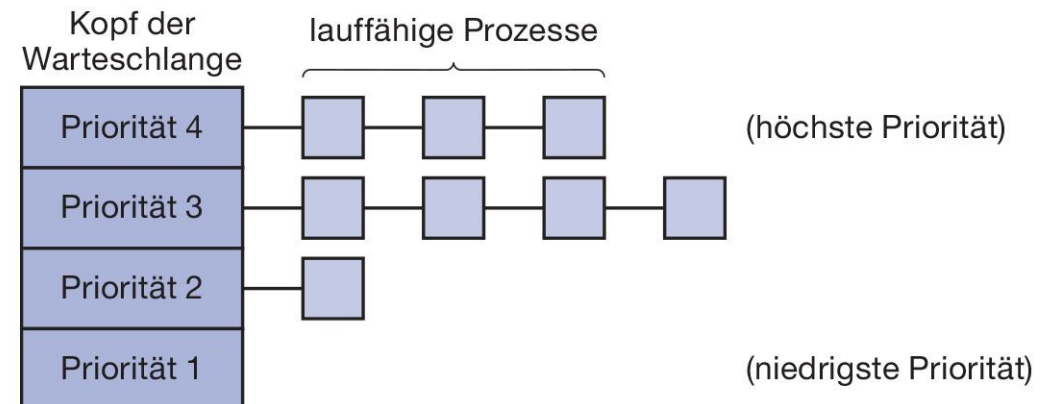 Kopf der
Warteschlange
lauffähige Prozesse
Priorität 4
(höchste Priorität)
Priorität 3
Priorität 2
Priorität 1
(niedrigste Priorität)